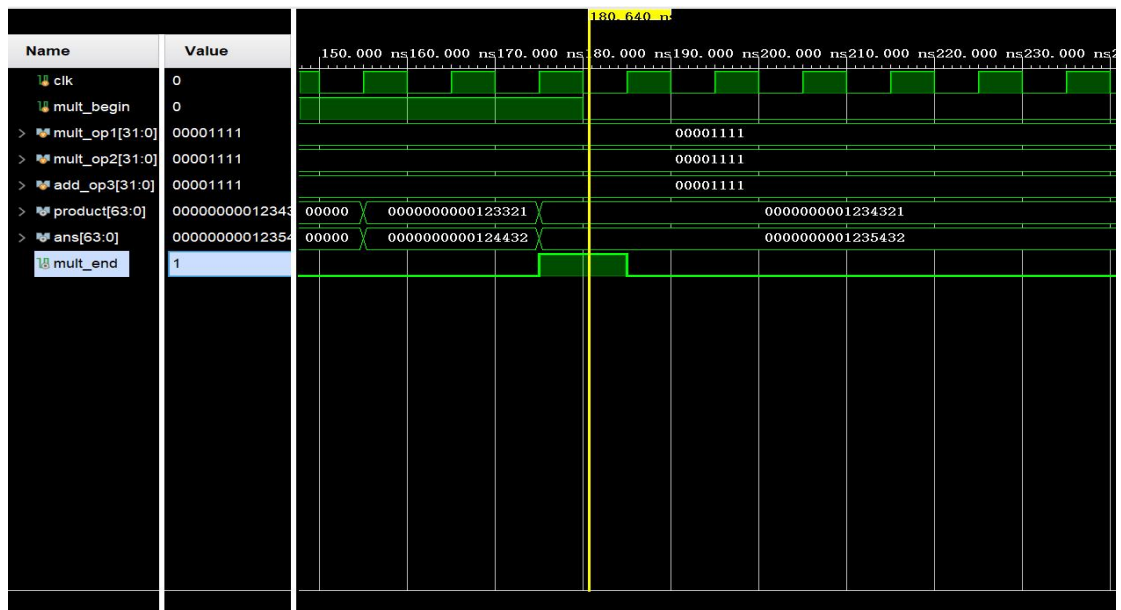 180.640 ns
Name Value 150.000 ns 160.000 ns 170.000 ns 180.000 ns 190.000 ns 200.000 ns 210.000 ns 220.000 ns 230.000 ns 2
clk 0
mult_begin 0
> mult_op1[31:0] 00001111 00001111
> mult_op2[31:0] 00001111 00001111
> add_op3[31:0] 00001111 00001111
> product[63:0] 00000000012343 00000 0000000000123321 0000000001234321
> ans[63:0] 00000000012354 00000 0000000000124432 0000000001235432
mult_end 1